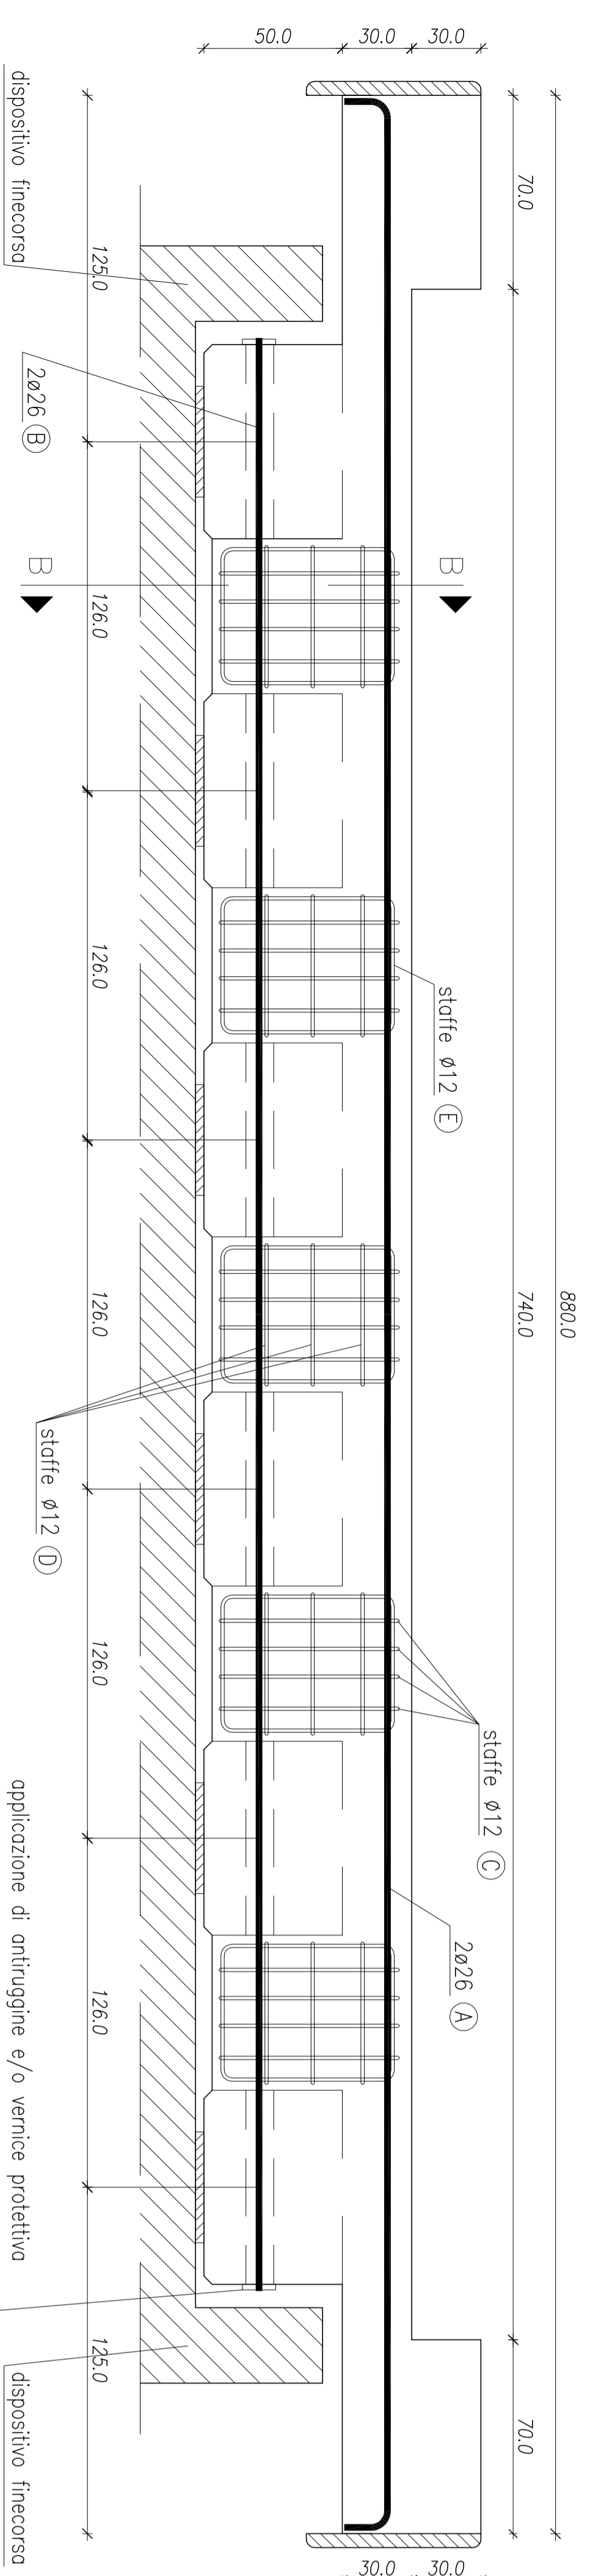 880.0
70.0
740.0
70.0
50.0
30.0
30.0
30.0
30.0
B
B
staffe ø12 E
staffe ø12 C
2ø26 A
2ø26 B
staffe ø12 D
125.0
126.0
126.0
126.0
126.0
126.0
125.0
dispositivo finecorsa
applicazione di antiruggine e/o vernice protettiva
dispositivo finecorsa